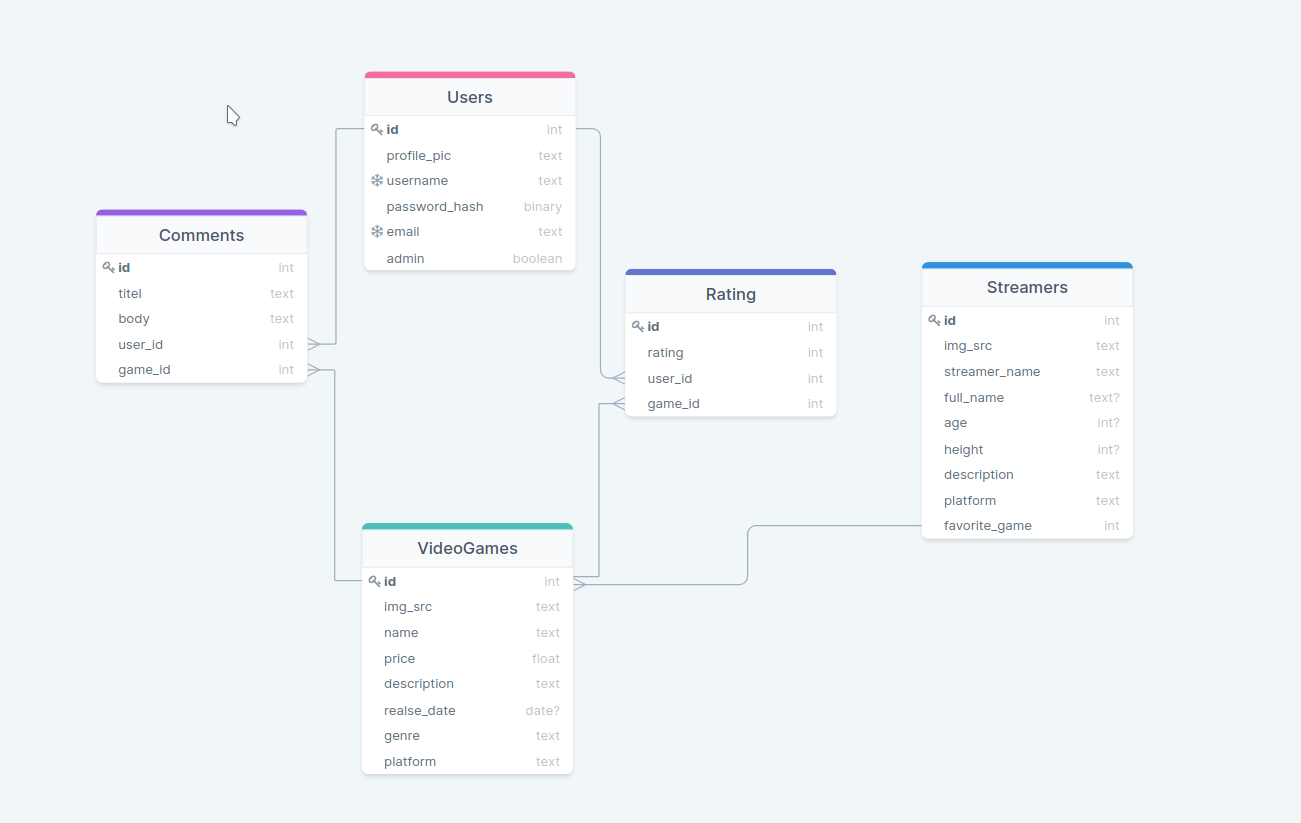 Users
id int
profile_pic text
username text
password_hash binary
email text
admin boolean
Comments
id int
titel text
body text
user_id int
game_id int
Rating
id int
rating int
user_id int
game_id int
Streamers
id int
img_src text
streamer_name text
full_name text?
age int?
height int?
description text
platform text
favorite_game int
VideoGames
id int
img_src text
name text
price float
description text
realse_date date?
genre text
platform text